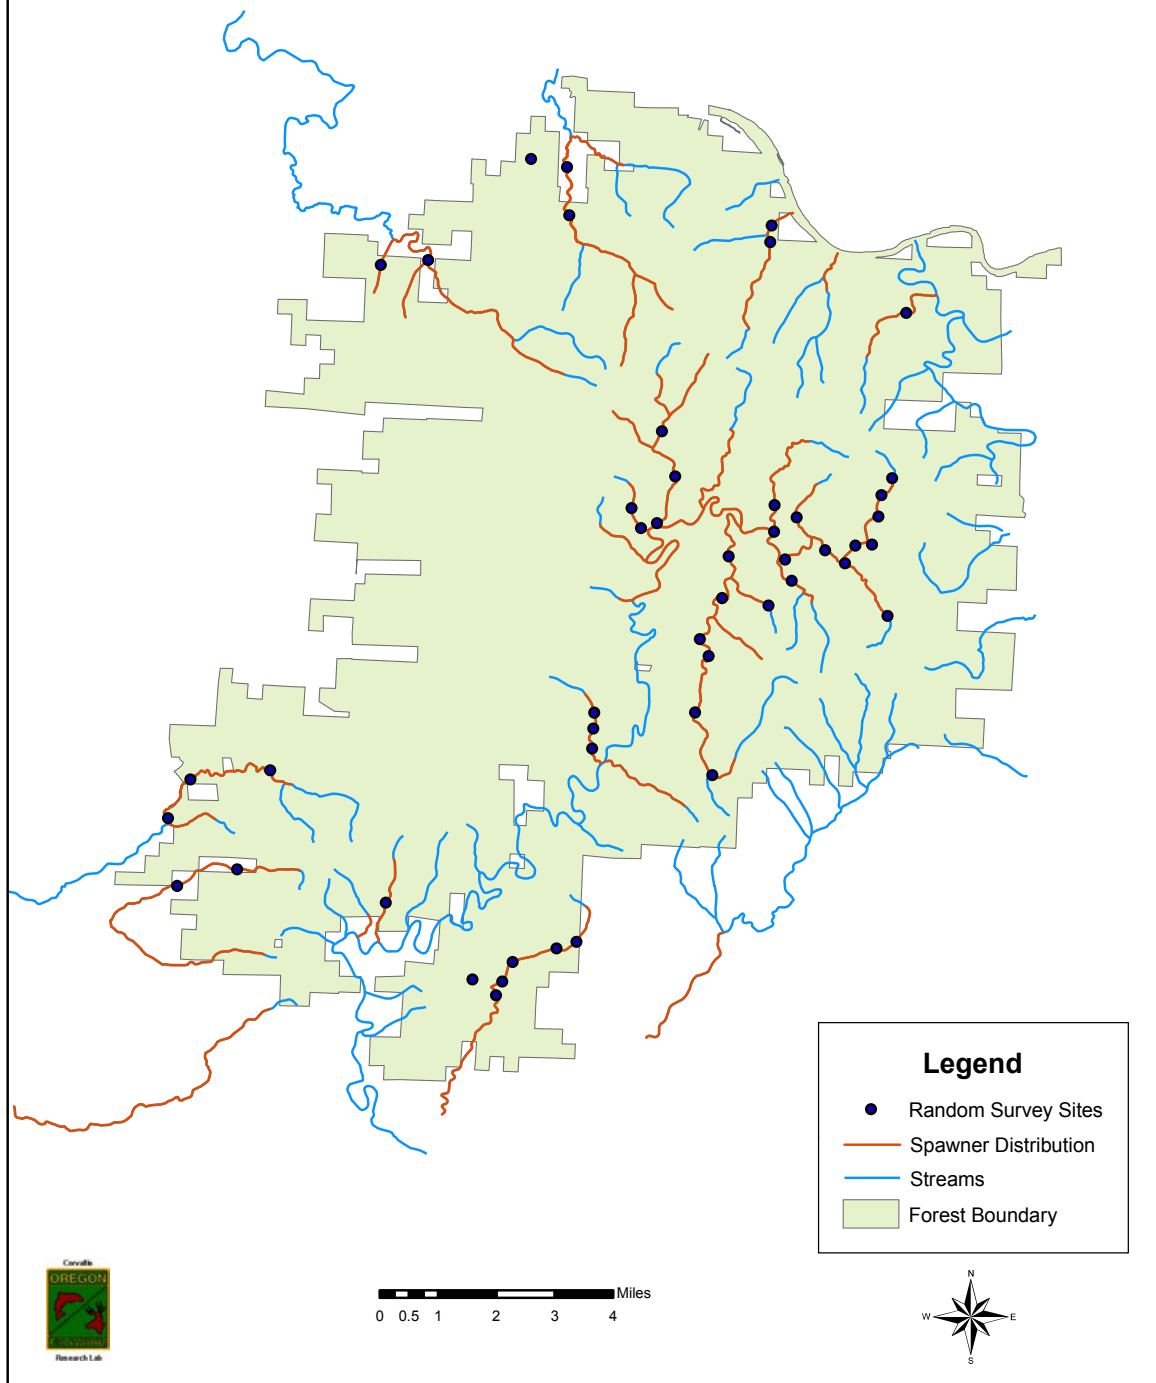 Legend
Random Survey Sites
Spawner Distribution
Streams
Forest Boundary
Corvallis
OREGON
Research Lab
Miles
0 0.5 1 2 3 4
N
W E
S